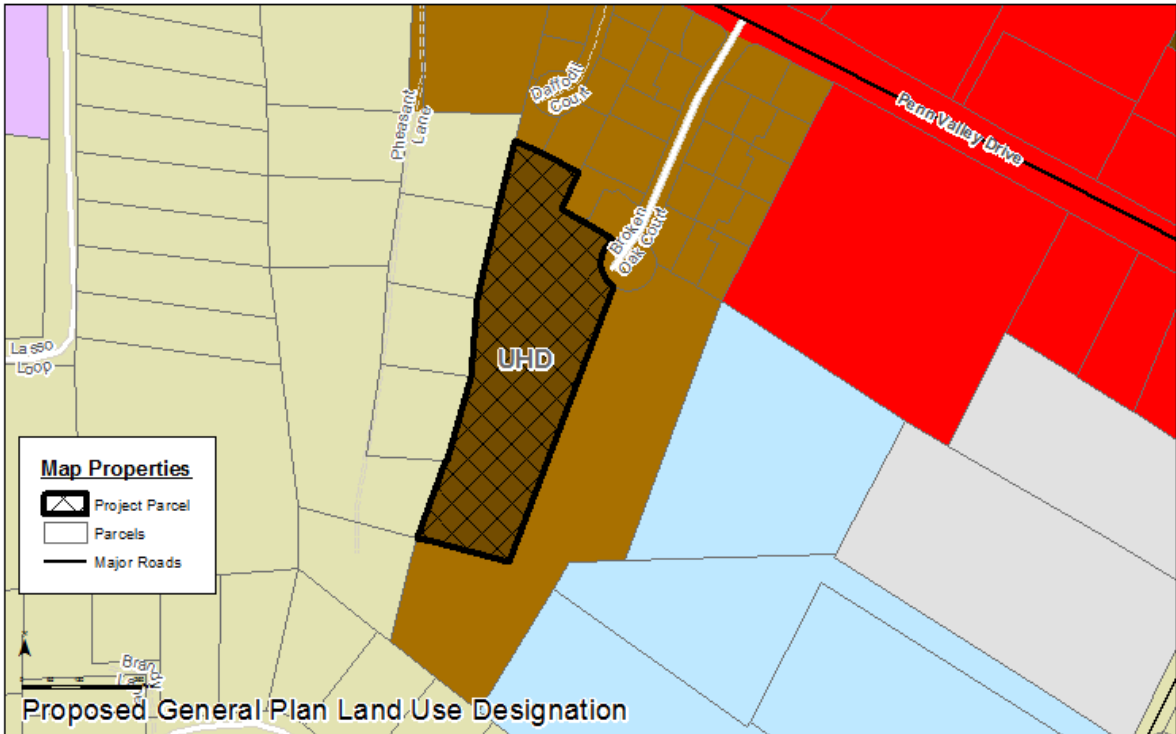 Daffodil
Court
Pheasant
Lane
Penn Valley Drive
Broken
Oak Court
UHD
Lasso
Loop
Map Properties
Project Parcel
Parcels
Major Roads
Proposed General Plan Land Use Designation